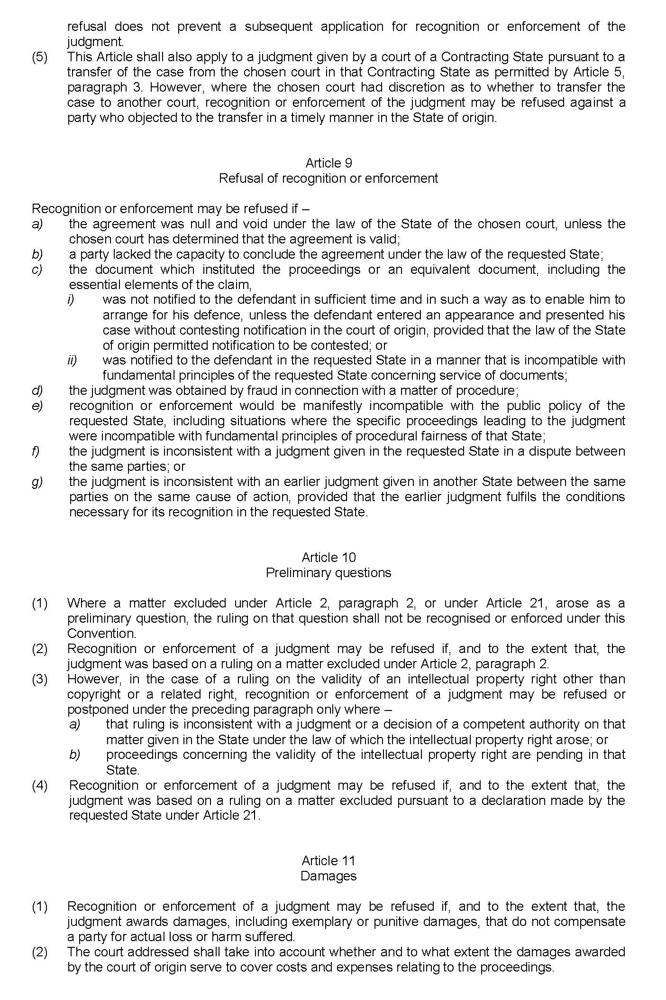 refusal does not prevent a subsequent application for recognition or enforcement of the
judgment.
(5) This Article shall also apply to a judgment given by a court of a Contracting State pursuant to a
transfer of the case from the chosen court in that Contracting State as permitted by Article 5,
paragraph 3. However, where the chosen court had discretion as to whether to transfer the
case to another court, recognition or enforcement of the judgment may be refused against a
party who objected to the transfer in a timely manner in the State of origin.
Article 9
Refusal of recognition or enforcement
Recognition or enforcement may be refused if –
a) the agreement was null and void under the law of the State of the chosen court, unless the
chosen court has determined that the agreement is valid;
b) a party lacked the capacity to conclude the agreement under the law of the requested State;
c) the document which instituted the proceedings or an equivalent document, including the
essential elements of the claim,
i) was not notified to the defendant in sufficient time and in such a way as to enable him to
arrange for his defence, unless the defendant entered an appearance and presented his
case without contesting notification in the court of origin, provided that the law of the State
of origin permitted notification to be contested; or
ii) was notified to the defendant in the requested State in a manner that is incompatible with
fundamental principles of the requested State concerning service of documents;
d) the judgment was obtained by fraud in connection with a matter of procedure;
e) recognition or enforcement would be manifestly incompatible with the public policy of the
requested State, including situations where the specific proceedings leading to the judgment
were incompatible with fundamental principles of procedural fairness of that State;
f) the judgment is inconsistent with a judgment given in the requested State in a dispute between
the same parties; or
g) the judgment is inconsistent with an earlier judgment given in another State between the same
parties on the same cause of action, provided that the earlier judgment fulfils the conditions
necessary for its recognition in the requested State.
Article 10
Preliminary questions
(1) Where a matter excluded under Article 2, paragraph 2, or under Article 21, arose as a
preliminary question, the ruling on that question shall not be recognised or enforced under this
Convention.
(2) Recognition or enforcement of a judgment may be refused if, and to the extent that, the
judgment was based on a ruling on a matter excluded under Article 2, paragraph 2.
(3) However, in the case of a ruling on the validity of an intellectual property right other than
copyright or a related right, recognition or enforcement of a judgment may be refused or
postponed under the preceding paragraph only where –
a) that ruling is inconsistent with a judgment or a decision of a competent authority on that
matter given in the State under the law of which the intellectual property right arose; or
b) proceedings concerning the validity of the intellectual property right are pending in that
State.
(4) Recognition or enforcement of a judgment may be refused if, and to the extent that, the
judgment was based on a ruling on a matter excluded pursuant to a declaration made by the
requested State under Article 21.
Article 11
Damages
(1) Recognition or enforcement of a judgment may be refused if, and to the extent that, the
judgment awards damages, including exemplary or punitive damages, that do not compensate
a party for actual loss or harm suffered.
(2) The court addressed shall take into account whether and to what extent the damages awarded
by the court of origin serve to cover costs and expenses relating to the proceedings.